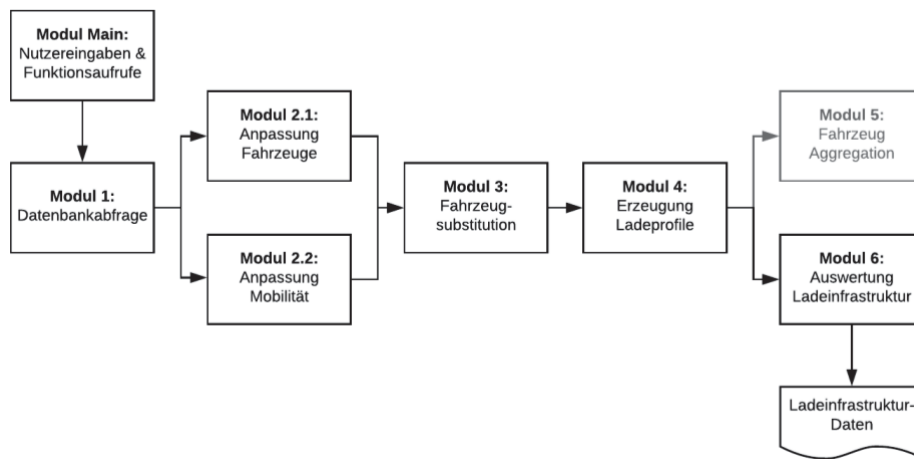 Modul Main:
Nutzereingaben &
Funktionsaufrufe
Modul 1:
Datenbankabfrage
Modul 2.1:
Anpassung
Fahrzeuge
Modul 2.2:
Anpassung
Mobilität
Modul 3:
Fahrzeug-
substitution
Modul 4:
Erzeugung
Ladeprofile
Modul 5:
Fahrzeug
Aggregation
Modul 6:
Auswertung
Ladeinfrastruktur
Ladeinfrastruktur-
Daten